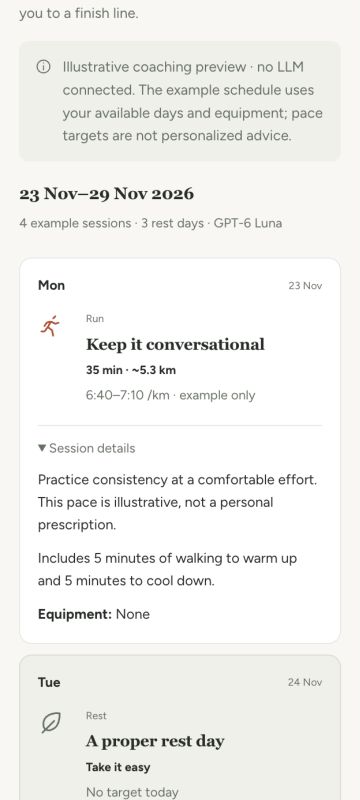 you to a finish line.
Illustrative coaching preview · no LLM
connected. The example schedule uses
your available days and equipment; pace
targets are not personalized advice.
23 Nov–29 Nov 2026
4 example sessions · 3 rest days · GPT-6 Luna
Mon
23 Nov
Run
Keep it conversational
35 min · ~5.3 km
6:40–7:10 /km · example only
▼ Session details
Practice consistency at a comfortable effort.
This pace is illustrative, not a personal
prescription.
Includes 5 minutes of walking to warm up
and 5 minutes to cool down.
Equipment: None
Tue
24 Nov
Rest
A proper rest day
Take it easy
No target today